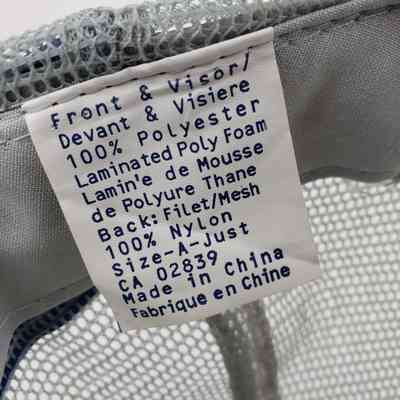 Front & Visor/
Devant & Visiere
100% Polyester
Laminated Poly Foam
Lamin'e de Mousse
de Polyure Thane
Back: Filet/Mesh
100% Nylon
Size-A-Just
CA 02839
Made in China
Fabrique en Chine